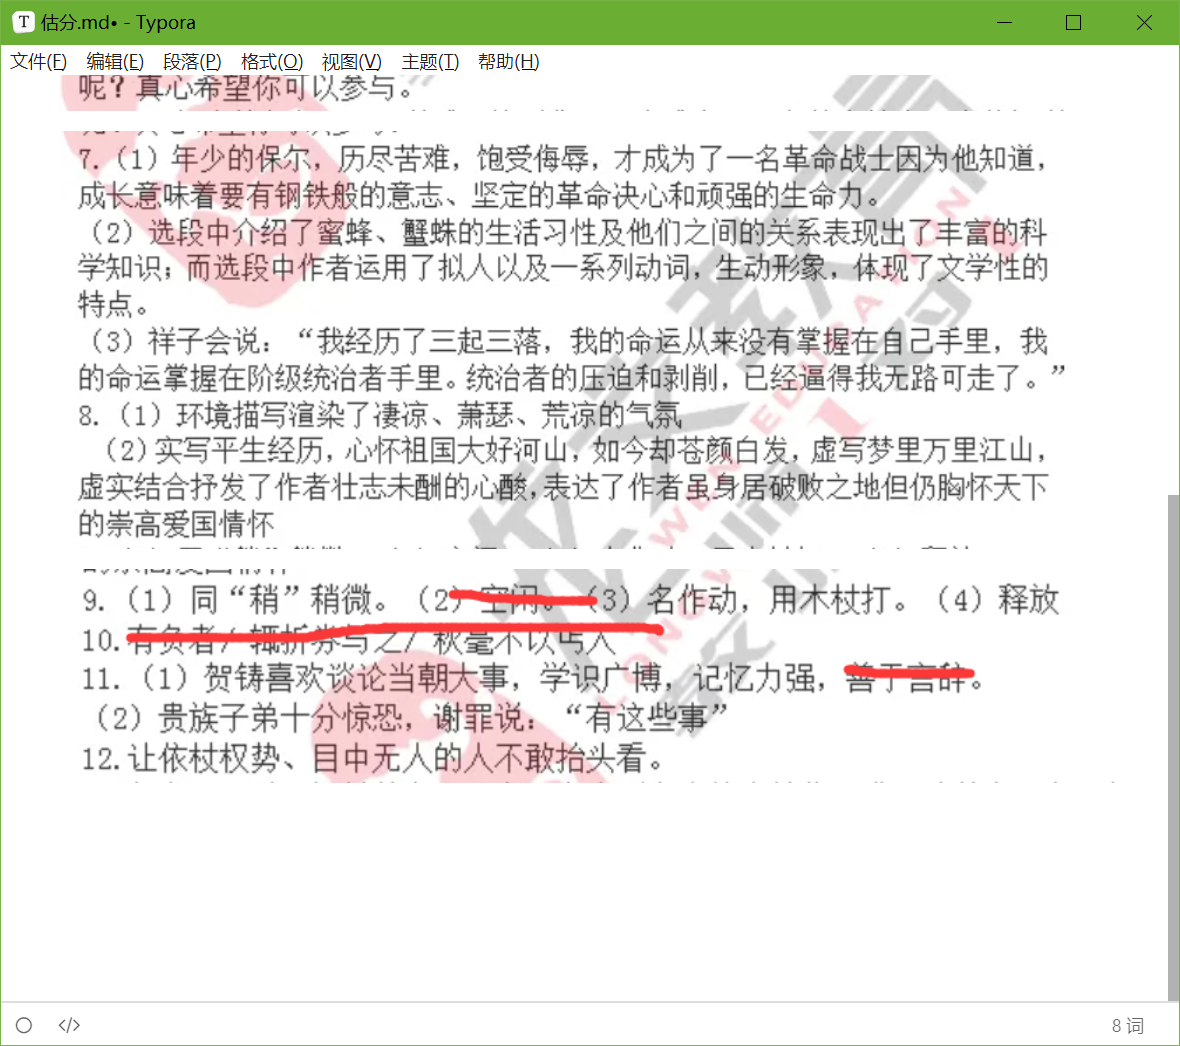 估分.md• - Typora
文件(F) 编辑(E) 段落(P) 格式(O) 视图(V) 主题(T) 帮助(H)
呢？真心希望你可以参与。”
7.（1）年少的保尔，历尽苦难，饱受侮辱，才成为了一名革命战士因为他知道，
成长意味着要有钢铁般的意志、坚定的革命决心和顽强的生命力。
（2）选段中介绍了蜜蜂、蟹蛛的生活习性及他们之间的关系表现出了丰富的科
学知识；而选段中作者运用了拟人以及一系列动词，生动形象，体现了文学性的
特点。
（3）祥子会说：“我经历了三起三落，我的命运从来没有掌握在自己手里，我
的命运掌握在阶级统治者手里。统治者的压迫和剥削，已经逼得我无路可走了。”
8.（1）环境描写渲染了凄凉、萧瑟、荒凉的气氛
（2）实写平生经历，心怀祖国大好河山，如今却苍颜白发，虚写梦里万里江山，
虚实结合抒发了作者壮志未酬的心酸，表达了作者虽身居破败之地但仍胸怀天下
的崇高爱国情怀
9.（1）同“稍”稍微。（2）空闲。（3）名作动，用木杖打。（4）释放
10.有负者/辄折券与之/秋毫不以丐人
11.（1）贺铸喜欢谈论当朝大事，学识广博，记忆力强，善于言辞。
（2）贵族子弟十分惊恐，谢罪说：“有这些事”
12.让依杖权势、目中无人的人不敢抬头看。
</> 8 词